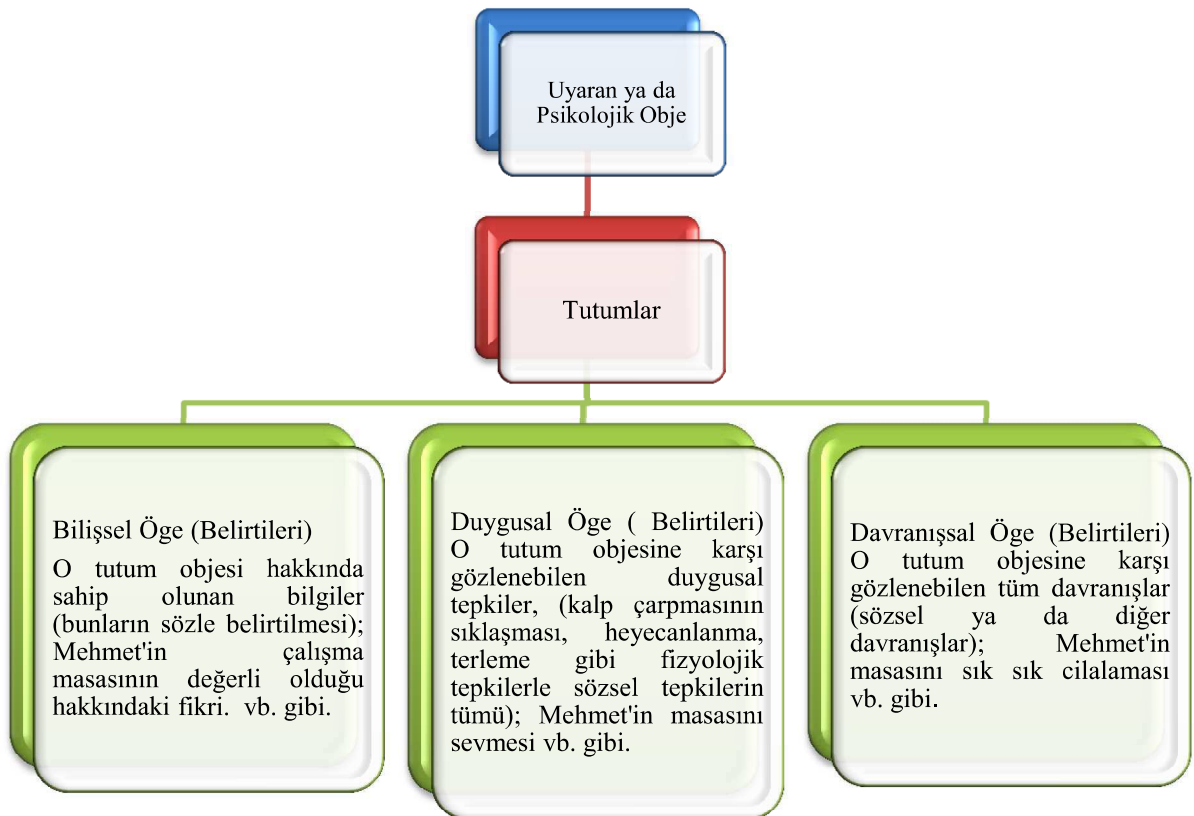 Uyaran ya da
Psikolojik Obje
Tutumlar
Bilişsel Öge (Belirtileri)
O tutum objesi hakkında
sahip olunan bilgiler
(bunların sözle belirtilmesi);
Mehmet'in çalışma
masasının değerli olduğu
hakkındaki fikri. vb. gibi.
Duygusal Öge ( Belirtileri)
O tutum objesine karşı
gözlenebilen duygusal
tepkiler, (kalp çarpmasının
sıklaşması, heyecanlanma,
terleme gibi fizyolojik
tepkilerle sözsel tepkilerin
tümü); Mehmet'in masasını
sevmesi vb. gibi.
Davranışsal Öge (Belirtileri)
O tutum objesine karşı
gözlenebilen tüm davranışlar
(sözsel ya da diğer
davranışlar); Mehmet'in
masasını sık sık cilalaması
vb. gibi.